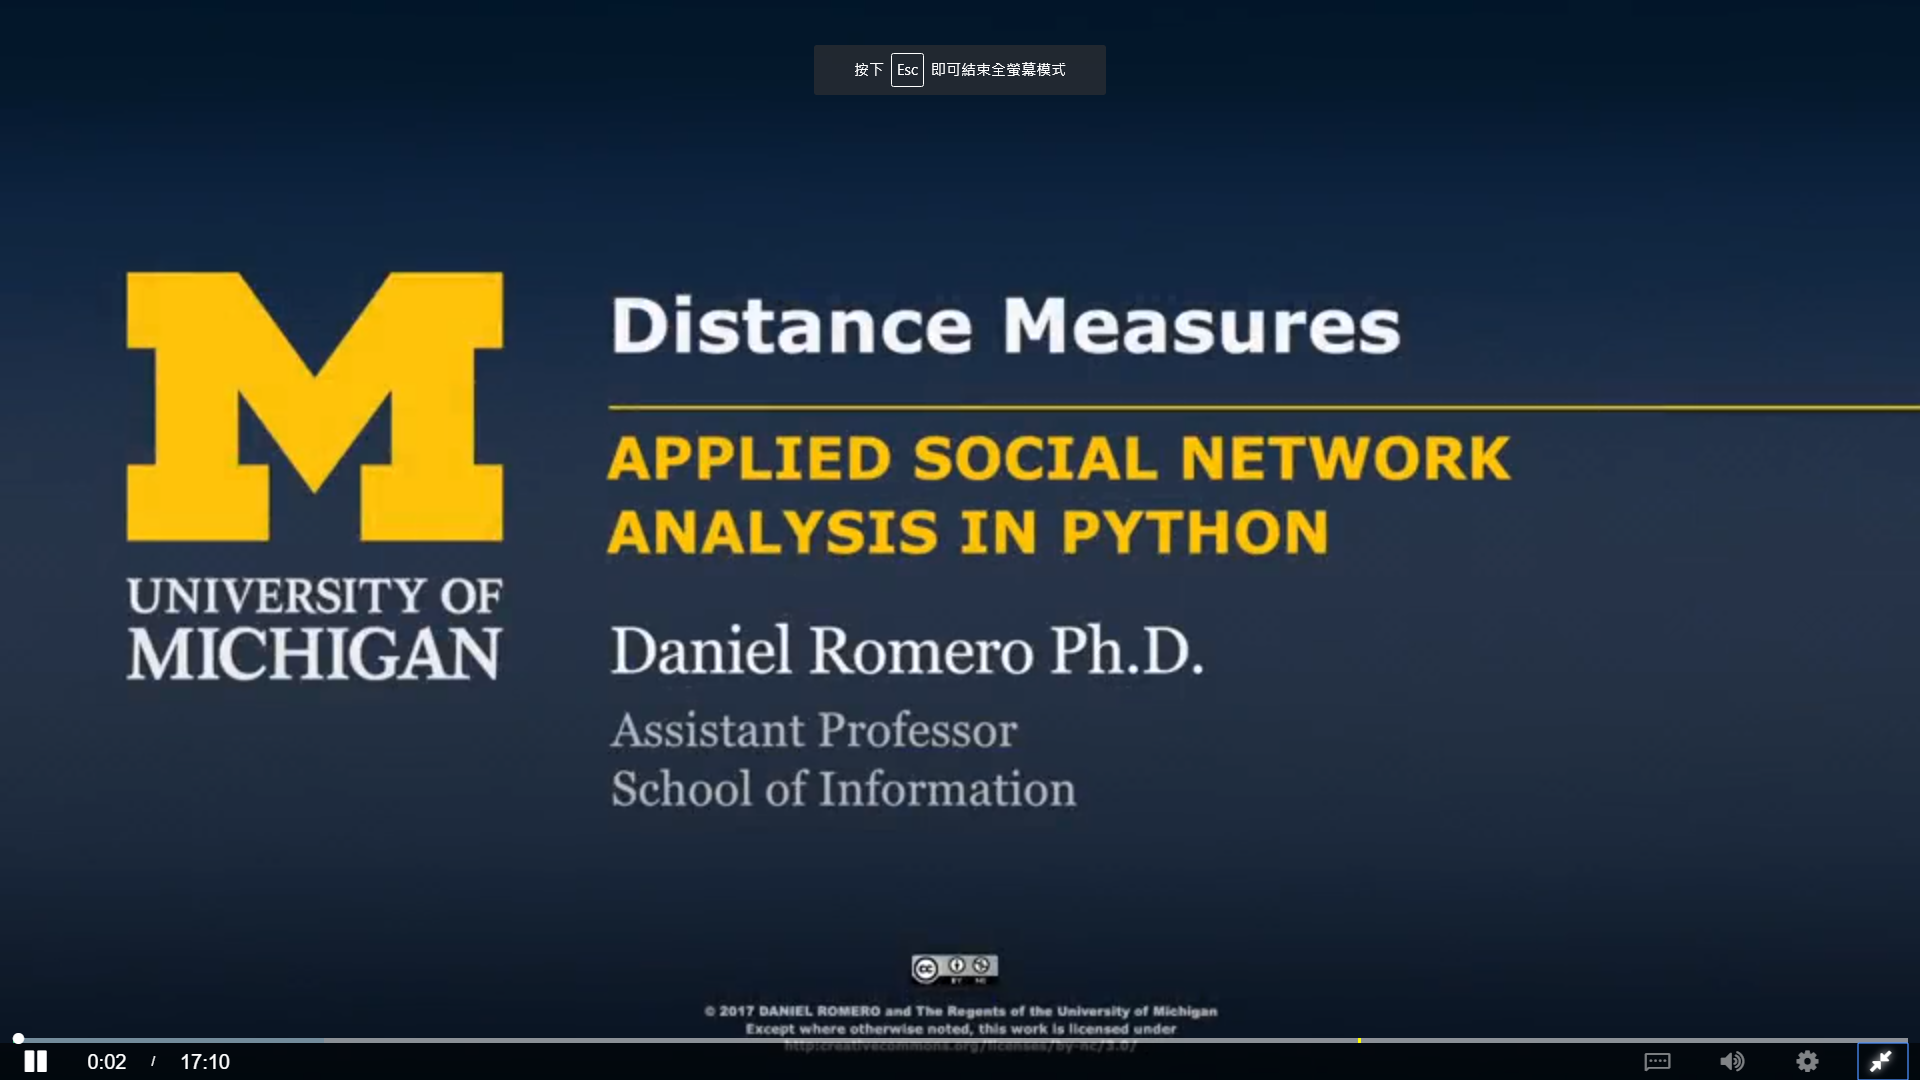 按下 Esc 即可結束全螢幕模式
Distance Measures
APPLIED SOCIAL NETWORK
ANALYSIS IN PYTHON
UNIVERSITY OF
MICHIGAN
Daniel Romero Ph.D.
Assistant Professor
School of Information
cc BY NC
© 2017 DANIEL ROMERO and The Regents of the University of Michigan
Except where otherwise noted, this work is licensed under
http:creativecommons.org/licenses/by-nc/3.0/
0:02 / 17:10